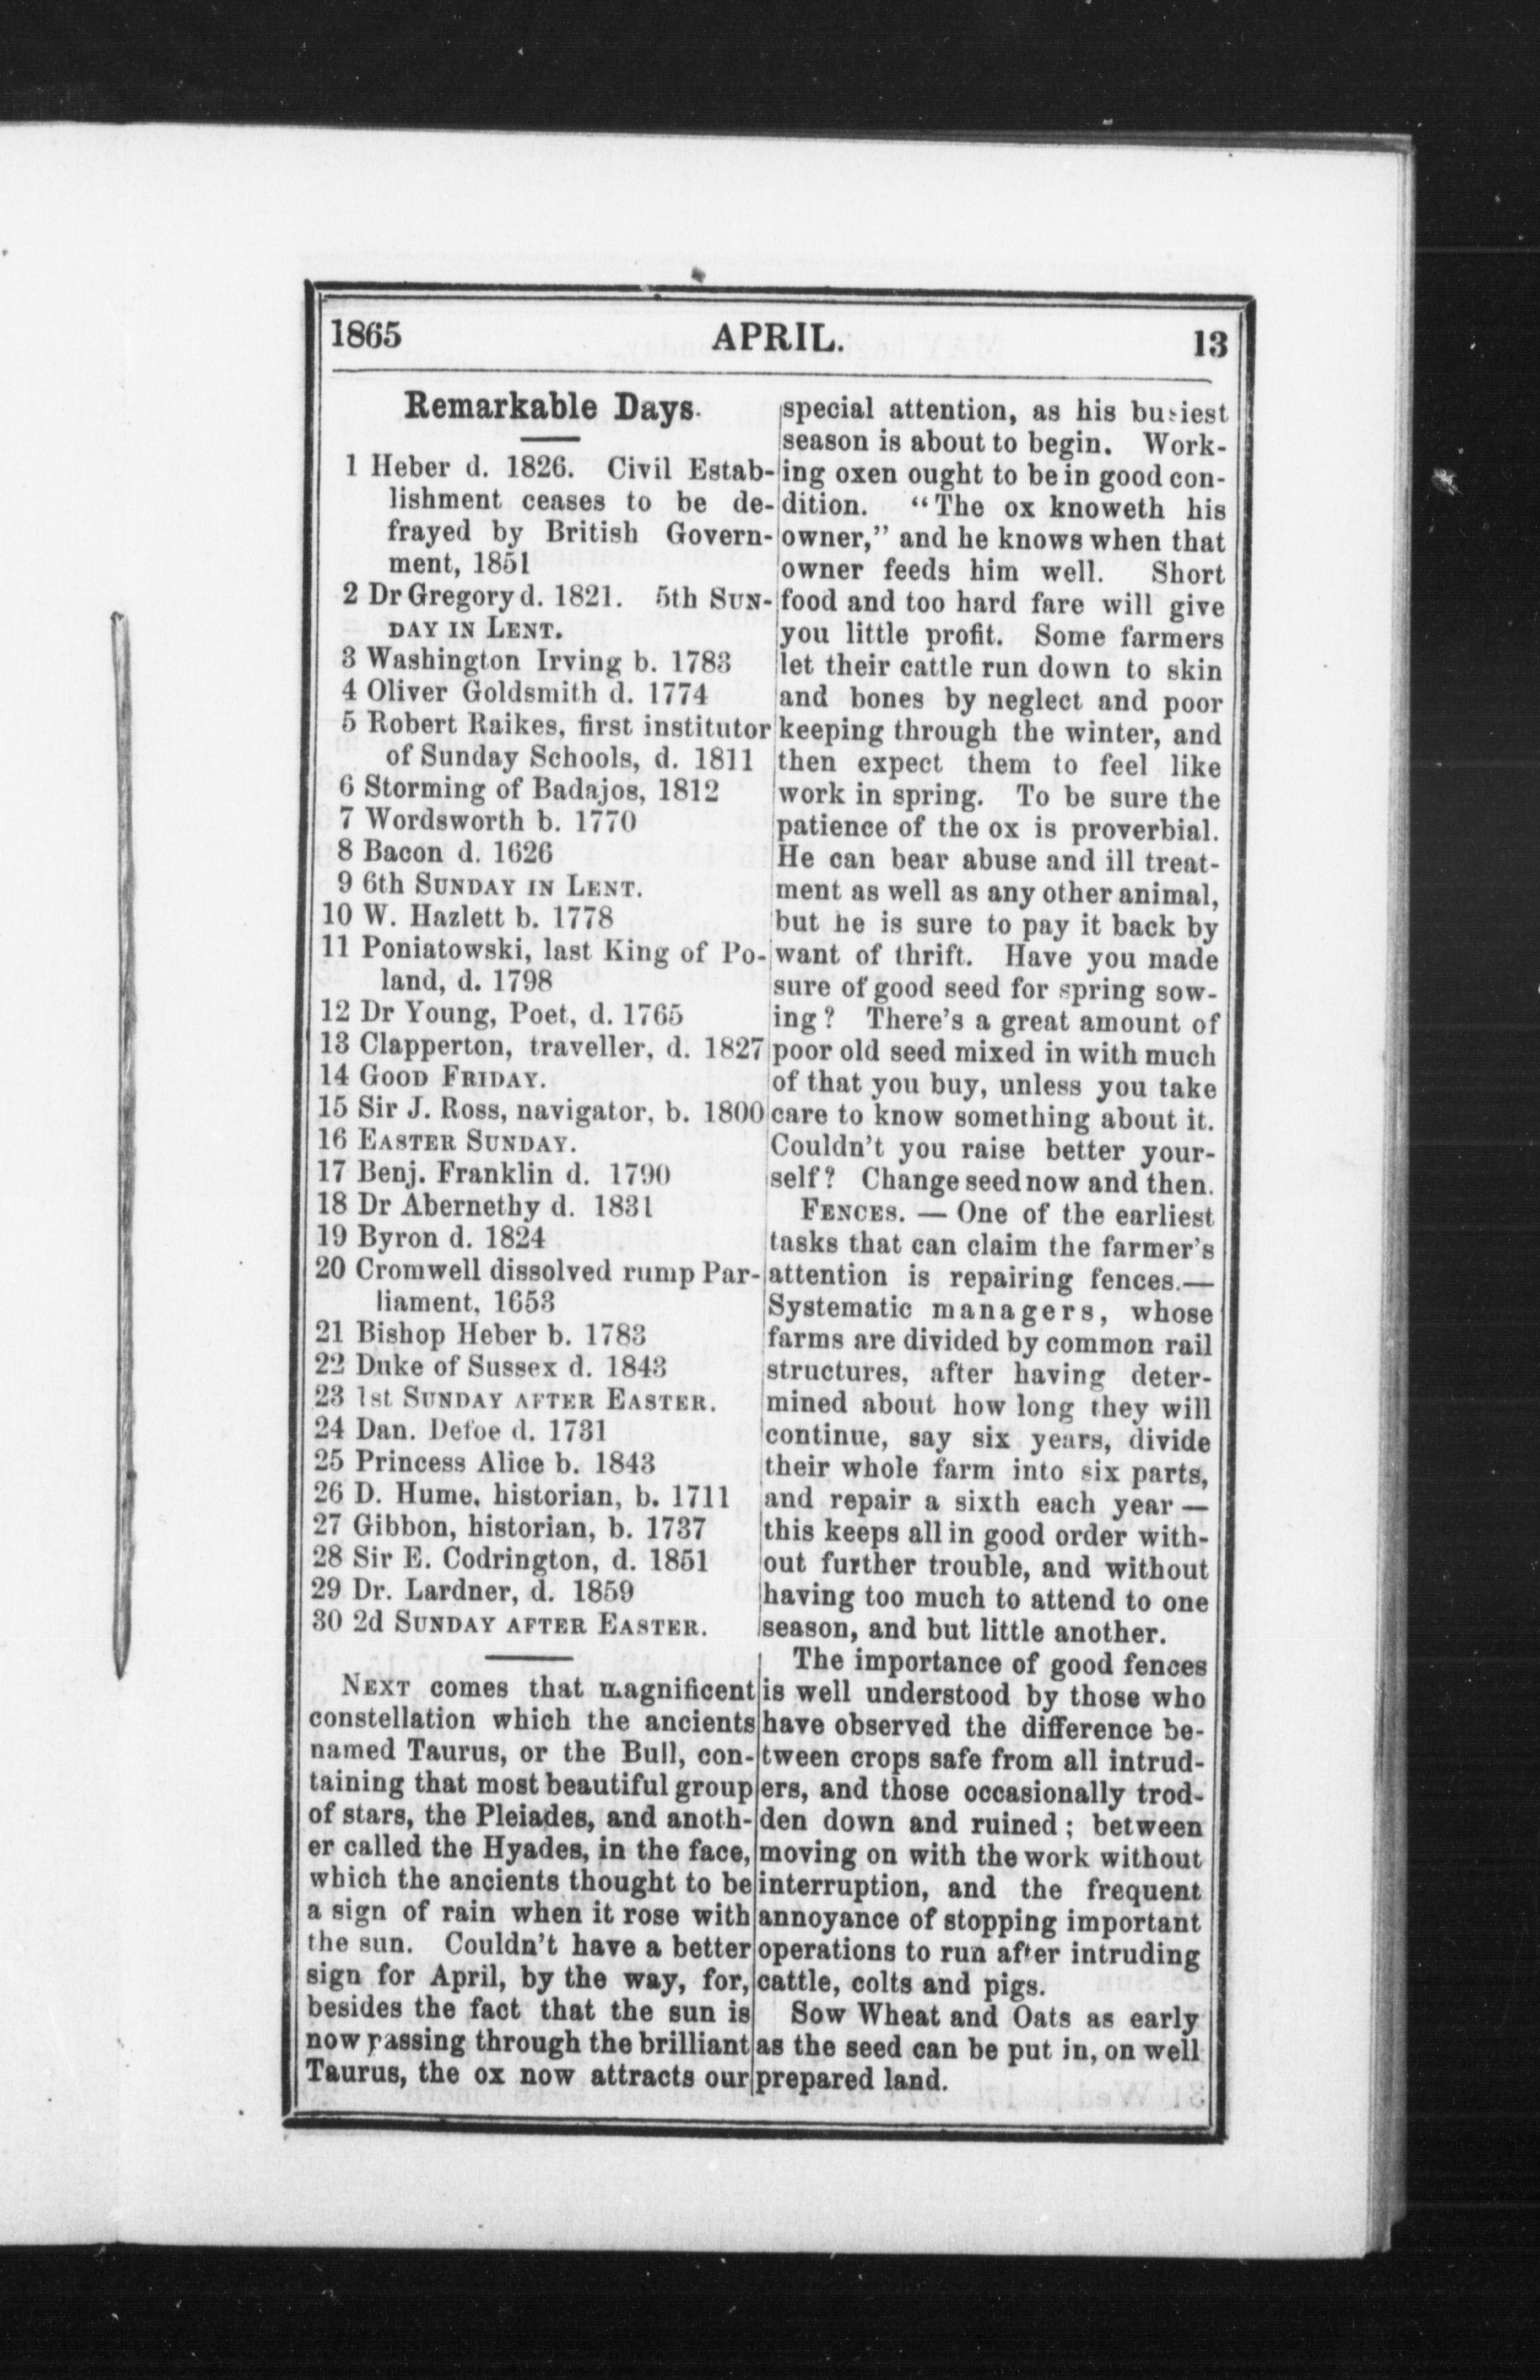 1865 APRIL. 13
Remarkable Days.
1 Heber d. 1826. Civil Estab-
lishment ceases to be de-
frayed by British Govern-
ment, 1851
2 Dr Gregory d. 1821. 5th SUN-
DAY IN LENT.
3 Washington Irving b. 1783
4 Oliver Goldsmith d. 1774
5 Robert Raikes, first institutor
of Sunday Schools, d. 1811
6 Storming of Badajos, 1812
7 Wordsworth b. 1770
8 Bacon d. 1626
9 6th SUNDAY IN LENT.
10 W. Hazlett b. 1778
11 Poniatowski, last King of Po-
land, d. 1798
12 Dr Young, Poet, d. 1765
13 Clapperton, traveller, d. 1827
14 GOOD FRIDAY.
15 Sir J. Ross, navigator, b. 1800
16 EASTER SUNDAY.
17 Benj. Franklin d. 1790
18 Dr Abernethy d. 1831
19 Byron d. 1824
20 Cromwell dissolved rump Par-
liament, 1653
21 Bishop Heber b. 1783
22 Duke of Sussex d. 1843
23 1st SUNDAY AFTER EASTER.
24 Dan. Defoe d. 1731
25 Princess Alice b. 1843
26 D. Hume, historian, b. 1711
27 Gibbon, historian, b. 1737
28 Sir E. Codrington, d. 1851
29 Dr. Lardner, d. 1859
30 2d SUNDAY AFTER EASTER.
NEXT comes that magnificent
constellation which the ancients
named Taurus, or the Bull, con-
taining that most beautiful group
of stars, the Pleiades, and anoth-
er called the Hyades, in the face,
which the ancients thought to be
a sign of rain when it rose with
the sun. Couldn't have a better
sign for April, by the way, for,
besides the fact that the sun is
now passing through the brilliant
Taurus, the ox now attracts our
special attention, as his busiest
season is about to begin. Work-
ing oxen ought to be in good con-
dition. "The ox knoweth his
owner," and he knows when that
owner feeds him well. Short
food and too hard fare will give
you little profit. Some farmers
let their cattle run down to skin
and bones by neglect and poor
keeping through the winter, and
then expect them to feel like
work in spring. To be sure the
patience of the ox is proverbial.
He can bear abuse and ill treat-
ment as well as any other animal,
but he is sure to pay it back by
want of thrift. Have you made
sure of good seed for spring sow-
ing? There's a great amount of
poor old seed mixed in with much
of that you buy, unless you take
care to know something about it.
Couldn't you raise better your-
self? Change seed now and then.
FENCES. — One of the earliest
tasks that can claim the farmer's
attention is repairing fences.—
Systematic managers, whose
farms are divided by common rail
structures, after having deter-
mined about how long they will
continue, say six years, divide
their whole farm into six parts,
and repair a sixth each year —
this keeps all in good order with-
out further trouble, and without
having too much to attend to one
season, and but little another.
The importance of good fences
is well understood by those who
have observed the difference be-
tween crops safe from all intrud-
ers, and those occasionally trod-
den down and ruined; between
moving on with the work without
interruption, and the frequent
annoyance of stopping important
operations to run after intruding
cattle, colts and pigs.
Sow Wheat and Oats as early
as the seed can be put in, on well
prepared land.